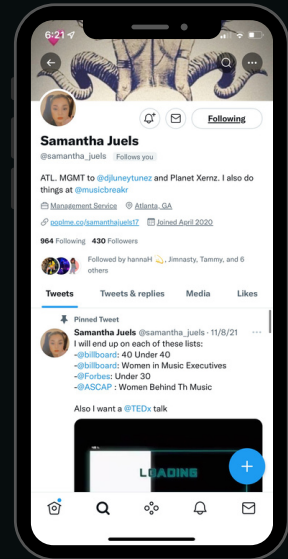 6:21
Following
Samantha Juels
@samantha_juels Follows you
ATL. MGMT to @djluneytunez and Planet Xernz. I also do
things at @musicbreakr
Management Service Atlanta, GA
poplme.co/samanthajuels17 Joined April 2020
964 Following 430 Followers
Followed by hannaH 💫, Jimnasty, Tammy, and 6
others
Tweets Tweets & replies Media Likes
Pinned Tweet
Samantha Juels @samantha_juels · 11/8/21
I will end up on each of these lists:
-@billboard: 40 Under 40
-@billboard: Women in Music Executives
-@Forbes: Under 30
-@ASCAP : Women Behind Th Music
Also I want a @TEDx talk
LOADING